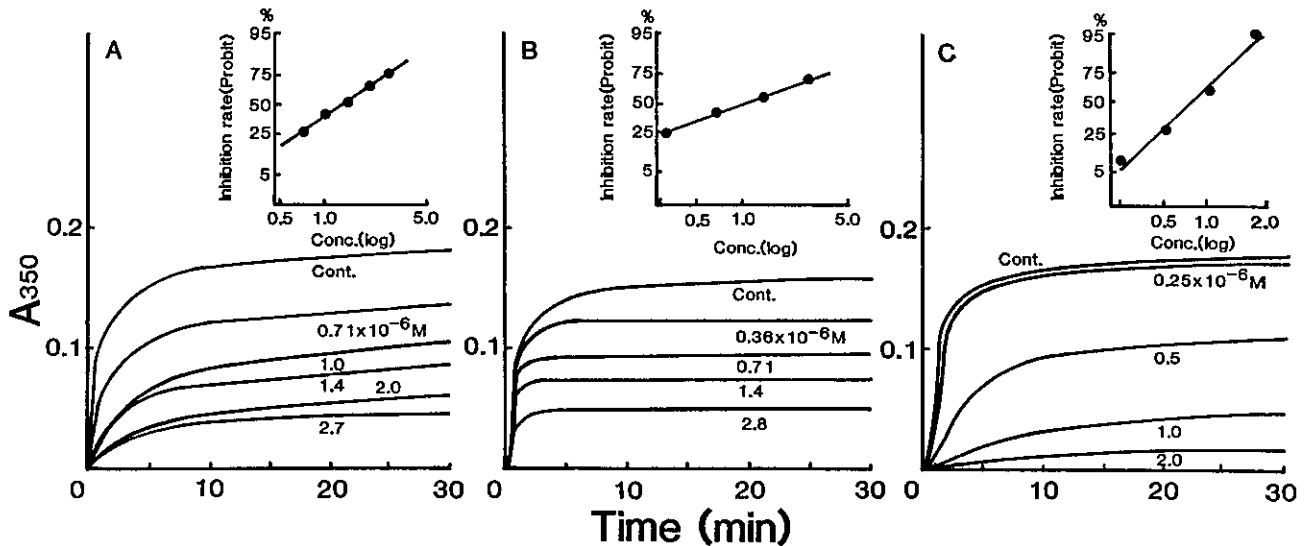 A
%
95
75
50
25
5
Inhibition rate(Probit)
0.5 1.0 5.0
Conc.(log)
B
%
95
75
50
25
5
Inhibition rate(Probit)
0.5 1.0 5.0
Conc.(log)
C
%
95
75
50
25
5
Inhibition rate(Probit)
0.5 1.0 2.0
Conc.(log)
A350
0.2
0.1
Cont.
0.71x10⁻⁶M
1.0
1.4 2.0
2.7
0 10 20 30
0.2
0.1
Cont.
0.36x10⁻⁶M
0.71
1.4
2.8
0 10 20 30
0.2
0.1
Cont.
0.25x10⁻⁶M
0.5
1.0
2.0
0 10 20 30
Time (min)